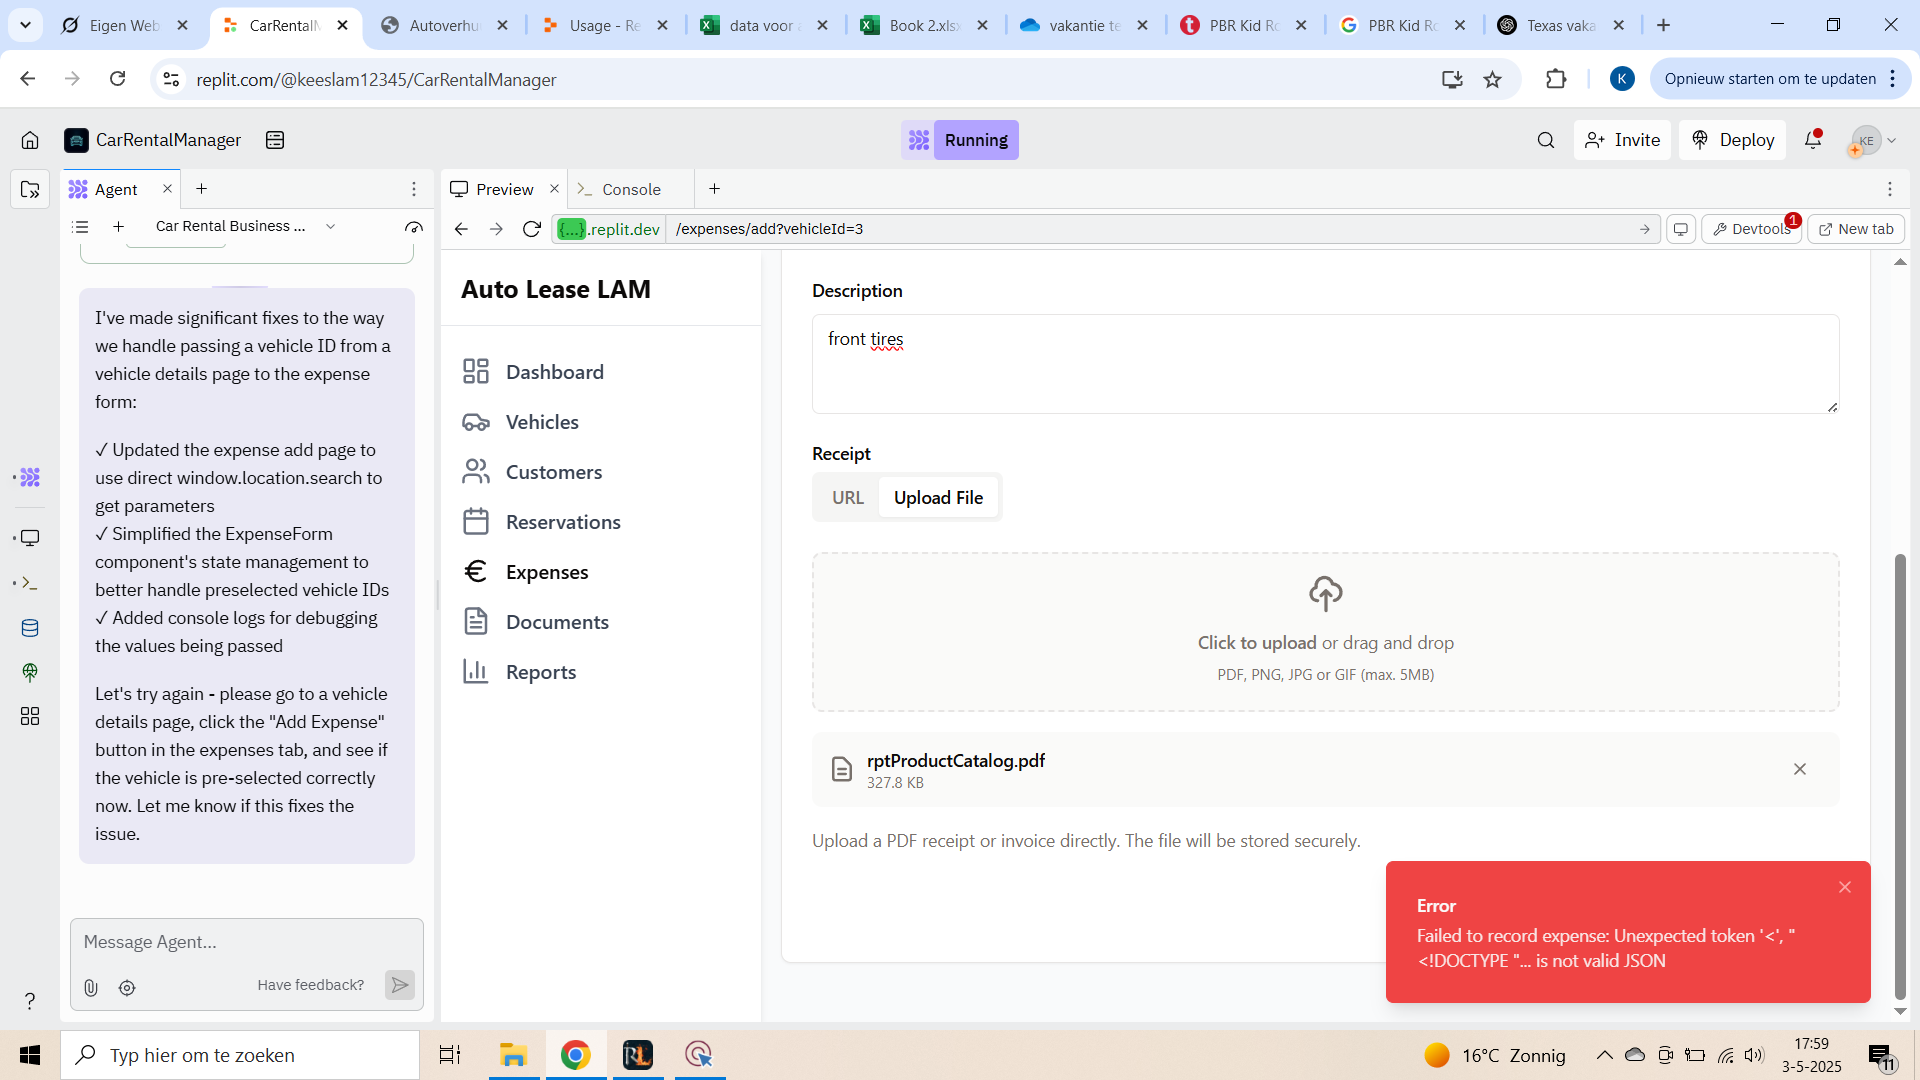 Eigen Web
CarRentalM
Autoverhu
Usage - Re
data voor a
Book 2.xlsx
vakantie te
PBR Kid Ro
PBR Kid Ro
Texas vaka
replit.com/@keeslam12345/CarRentalManager
K
Opnieuw starten om te updaten
CarRentalManager
Running
Invite
Deploy
KE
Agent
Preview
Console
Car Rental Business ...
{...}.replit.dev
/expenses/add?vehicleId=3
Devtools
1
New tab
I've made significant fixes to the way
we handle passing a vehicle ID from a
vehicle details page to the expense
form:
✓ Updated the expense add page to
use direct window.location.search to
get parameters
✓ Simplified the ExpenseForm
component's state management to
better handle preselected vehicle IDs
✓ Added console logs for debugging
the values being passed
Let's try again - please go to a vehicle
details page, click the "Add Expense"
button in the expenses tab, and see if
the vehicle is pre-selected correctly
now. Let me know if this fixes the
issue.
Message Agent...
Have feedback?
?
Auto Lease LAM
Dashboard
Vehicles
Customers
Reservations
€ Expenses
Documents
Reports
Description
front tires
Receipt
URL
Upload File
Click to upload or drag and drop
PDF, PNG, JPG or GIF (max. 5MB)
rptProductCatalog.pdf
327.8 KB
Upload a PDF receipt or invoice directly. The file will be stored securely.
Error
Failed to record expense: Unexpected token '<', "
<!DOCTYPE "... is not valid JSON
Typ hier om te zoeken
RL
16°C Zonnig
17:59
3-5-2025
11